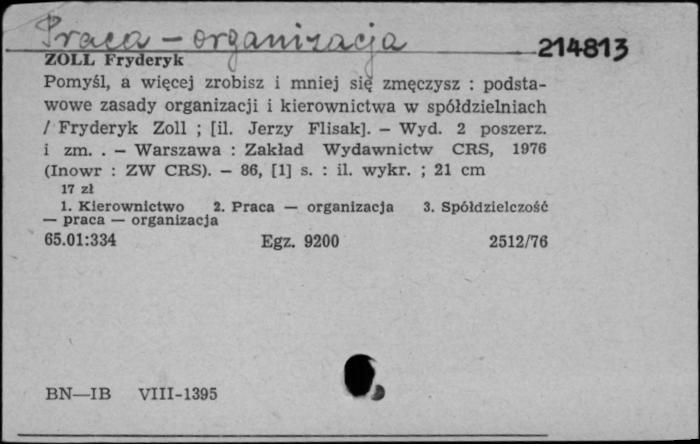 Praca – organizacja
214813
ZOLL Fryderyk
Pomyśl, a więcej zrobisz i mniej się zmęczysz : podsta-
wowe zasady organizacji i kierownictwa w spółdzielniach
/ Fryderyk Zoll ; [il. Jerzy Flisak]. — Wyd. 2 poszerz.
i zm. . — Warszawa : Zakład Wydawnictw CRS, 1976
(Inowr : ZW CRS). — 86, [1] s. : il. wykr. ; 21 cm
17 zł
1. Kierownictwo 2. Praca — organizacja 3. Spółdzielczość
— praca — organizacja
65.01:334 Egz. 9200 2512/76
BN—IB VIII-1395